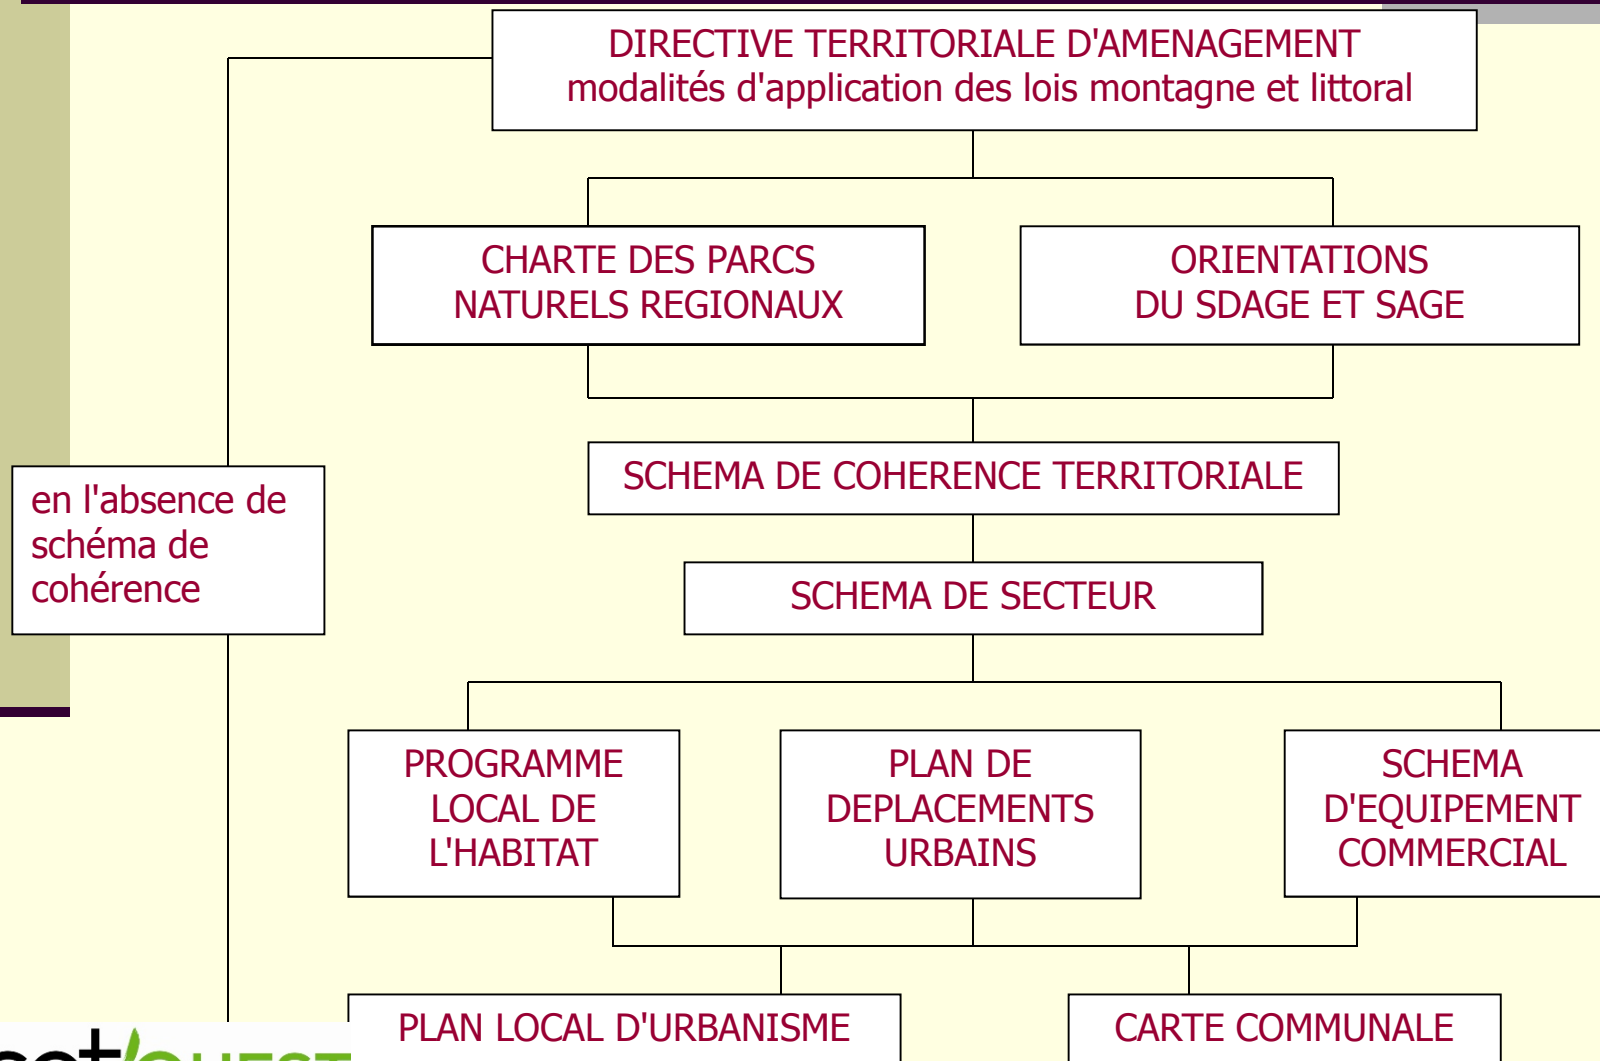 DIRECTIVE TERRITORIALE D'AMENAGEMENT
modalités d'application des lois montagne et littoral
CHARTE DES PARCS
NATURELS REGIONAUX
ORIENTATIONS
DU SDAGE ET SAGE
SCHEMA DE COHERENCE TERRITORIALE
en l'absence de
schéma de
cohérence
SCHEMA DE SECTEUR
PROGRAMME
LOCAL DE
L'HABITAT
PLAN DE
DEPLACEMENTS
URBAINS
SCHEMA
D'EQUIPEMENT
COMMERCIAL
PLAN LOCAL D'URBANISME
CARTE COMMUNALE